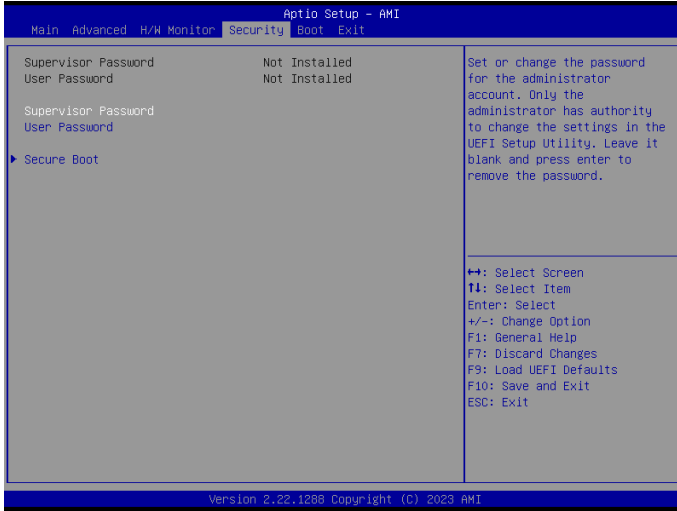 Aptio Setup - AMI
Main Advanced H/W Monitor Security Boot Exit
Supervisor Password Not Installed
User Password Not Installed
Supervisor Password
User Password
Secure Boot
Set or change the password
for the administrator
account. Only the
administrator has authority
to change the settings in the
UEFI Setup Utility. Leave it
blank and press enter to
remove the password.
↔: Select Screen
↑↓: Select Item
Enter: Select
+/-: Change Option
F1: General Help
F7: Discard Changes
F9: Load UEFI Defaults
F10: Save and Exit
ESC: Exit
Version 2.22.1288 Copyright (C) 2023 AMI